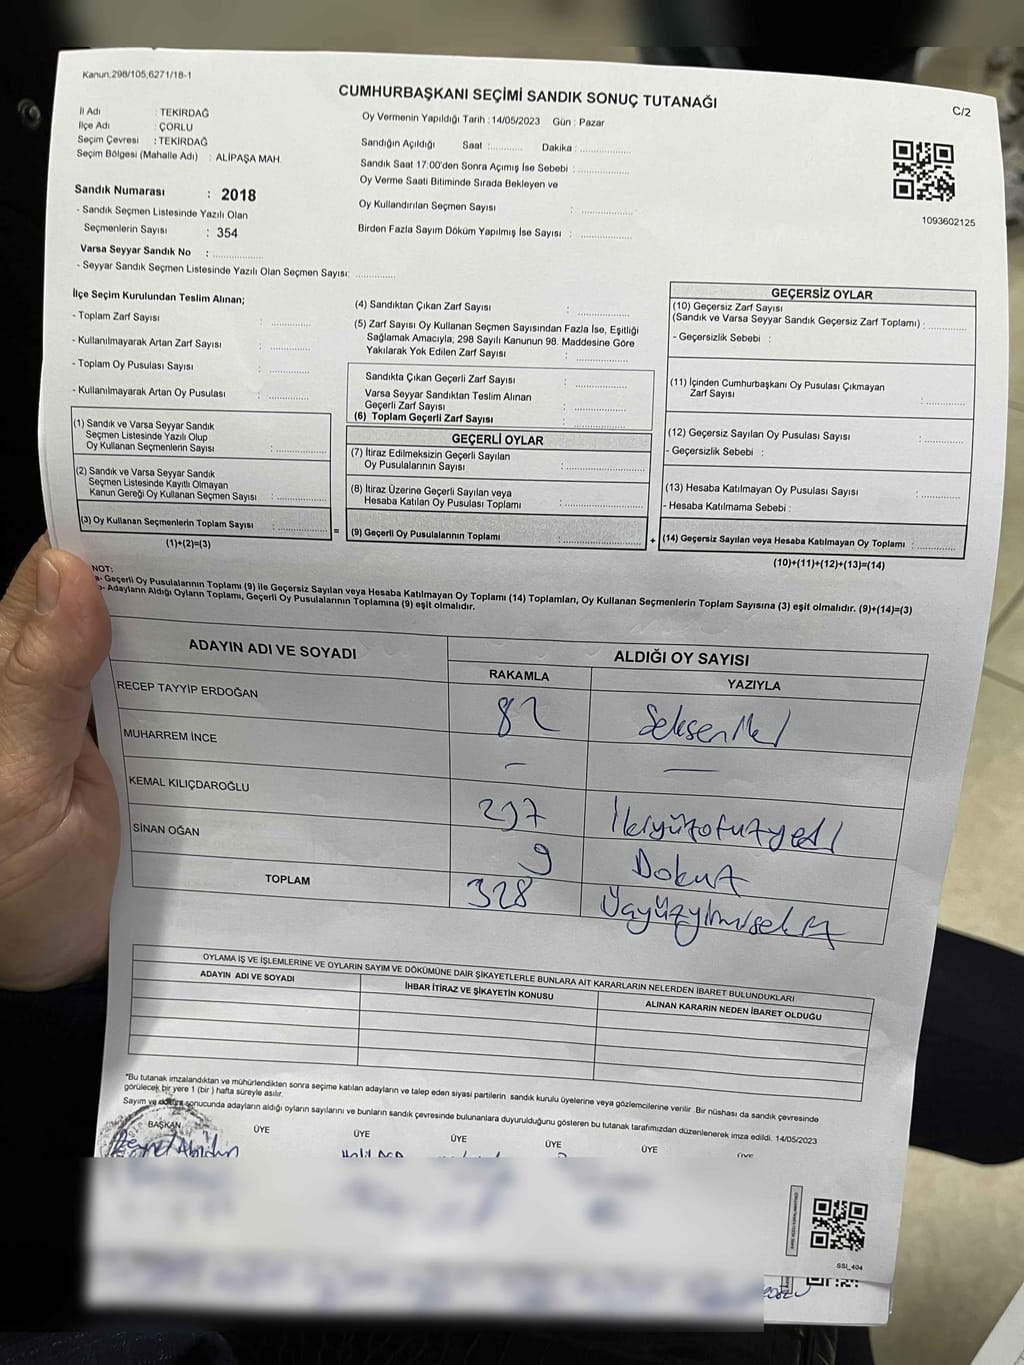 Kanun.298/105,6271/18-1
CUMHURBAŞKANI SEÇİMİ SANDIK SONUÇ TUTANAĞI
C/2
İl Adı : TEKİRDAĞ
İlçe Adı : ÇORLU
Seçim Çevresi : TEKİRDAĞ
Seçim Bölgesi (Mahalle Adı) : ALİPAŞA MAH.
Sandık Numarası : 2018
- Sandık Seçmen Listesinde Yazılı Olan
Seçmenlerin Sayısı : 354
Varsa Seyyar Sandık No : ..............
- Seyyar Sandık Seçmen Listesinde Yazılı Olan Seçmen Sayısı: ............
Oy Vermenin Yapıldığı Tarih : 14/05/2023 Gün : Pazar
Sandığın Açıldığı Saat :........... Dakika : ................
Sandık Saat 17:00'den Sonra Açımış İse Sebebi : ................
Oy Verme Saati Bitiminde Sırada Bekleyen ve
Oy Kullandırılan Seçmen Sayısı : ................
Birden Fazla Sayım Döküm Yapılmış İse Sayısı : ................
1093602125
İlçe Seçim Kurulundan Teslim Alınan;
- Toplam Zarf Sayısı : .............
- Kullanılmayarak Artan Zarf Sayısı : .............
- Toplam Oy Pusulası Sayısı : .............
- Kullanılmayarak Artan Oy Pusulası : .............
(1) Sandık ve Varsa Seyyar Sandık
Seçmen Listesinde Yazılı Olup
Oy Kullanan Seçmenlerin Sayısı : ................
(2) Sandık ve Varsa Seyyar Sandık
Seçmen Listesinde Kayıtlı Olmayan
Kanun Gereği Oy Kullanan Seçmen Sayısı : ................
(3) Oy Kullanan Seçmenlerin Toplam Sayısı : ................ =
(1)+(2)=(3)
(4) Sandıktan Çıkan Zarf Sayısı : ................
(5) Zarf Sayısı Oy Kullanan Seçmen Sayısından Fazla İse, Eşitliği
Sağlamak Amacıyla; 298 Sayılı Kanunun 98. Maddesine Göre
Yakılarak Yok Edilen Zarf Sayısı : ................
Sandıkta Çıkan Geçerli Zarf Sayısı : ................
Varsa Seyyar Sandıktan Teslim Alınan
Geçerli Zarf Sayısı : ................
(6) Toplam Geçerli Zarf Sayısı : ................
GEÇERLİ OYLAR
(7) İtiraz Edilmeksizin Geçerli Sayılan
Oy Pusulalarının Sayısı : ................
(8) İtiraz Üzerine Geçerli Sayılan veya
Hesaba Katılan Oy Pusulası Toplamı : ................
(9) Geçerli Oy Pusulalarının Toplamı : ................ +
GEÇERSİZ OYLAR
(10) Geçersiz Zarf Sayısı
(Sandık ve Varsa Seyyar Sandık Geçersiz Zarf Toplamı) : ............
- Geçersizlik Sebebi :
(11) İçinden Cumhurbaşkanı Oy Pusulası Çıkmayan
Zarf Sayısı : ............
(12) Geçersiz Sayılan Oy Pusulası Sayısı : ............
- Geçersizlik Sebebi :
(13) Hesaba Katılmayan Oy Pusulası Sayısı : ............
- Hesaba Katılmama Sebebi :
(14) Geçersiz Sayılan veya Hesaba Katılmayan Oy Toplamı : ............
(10)+(11)+(12)+(13)=(14)
NOT:
a- Geçerli Oy Pusulalarının Toplamı (9) ile Geçersiz Sayılan veya Hesaba Katılmayan Oy Toplamı (14) Toplamları, Oy Kullanan Seçmenlerin Toplam Sayısına (3) eşit olmalıdır. (9)+(14)=(3)
b- Adayların Aldığı Oyların Toplamı, Geçerli Oy Pusulalarının Toplamına (9) eşit olmalıdır.
ADAYIN ADI VE SOYADI
ALDIĞI OY SAYISI
RAKAMLA YAZIYLA
RECEP TAYYİP ERDOĞAN 82 Seksen iki
MUHARREM İNCE - —
KEMAL KILIÇDAROĞLU 237 İkiyüzotuzyedi
SİNAN OĞAN 9 Dokuz
TOPLAM 328 Üçyüzyirmisekiz
OYLAMA İŞ VE İŞLEMLERİNE VE OYLARIN SAYIM VE DÖKÜMÜNE DAİR ŞİKAYETLERLE BUNLARA AİT KARARLARIN NELERDEN İBARET BULUNDUKLARI
ADAYIN ADI VE SOYADI İHBAR İTİRAZ VE ŞİKAYETİN KONUSU ALINAN KARARIN NEDEN İBARET OLDUĞU
*Bu tutanak imzalandıktan ve mühürlendikten sonra seçime katılan adayların ve talep eden siyasi partilerin sandık kurulu üyelerine veya gözlemcilerine verilir. Bir nüshası da sandık çevresinde
görülecek bir yere 1 (bir) hafta süreyle asılır.
Sayım ve döküm sonucunda adayların aldığı oyların sayılarını ve bunların sandık çevresinde bulunanlara duyurulduğunu gösteren bu tutanak tarafımızdan düzenlenerek imza edildi. 14/05/2023
BAŞKAN ÜYE ÜYE ÜYE ÜYE ÜYE ÜYE
SSI_404